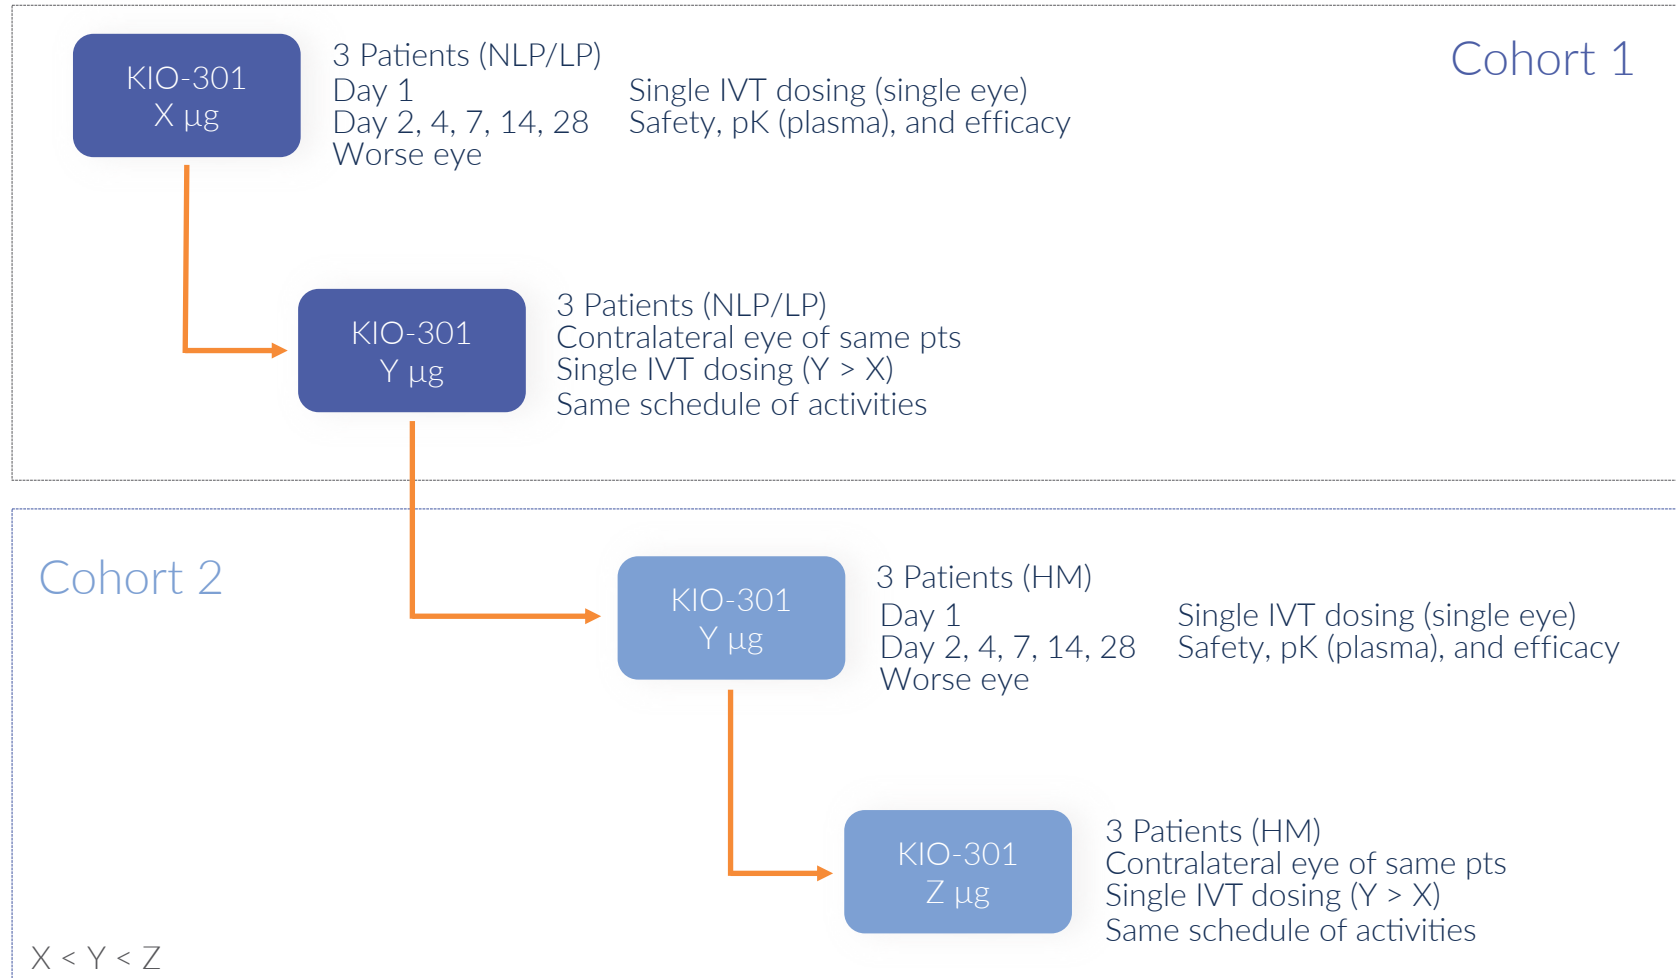 Cohort 1
KIO-301
X µg
3 Patients (NLP/LP)
Day 1 Single IVT dosing (single eye)
Day 2, 4, 7, 14, 28 Safety, pK (plasma), and efficacy
Worse eye
KIO-301
Y µg
3 Patients (NLP/LP)
Contralateral eye of same pts
Single IVT dosing (Y > X)
Same schedule of activities
Cohort 2
KIO-301
Y µg
3 Patients (HM)
Day 1 Single IVT dosing (single eye)
Day 2, 4, 7, 14, 28 Safety, pK (plasma), and efficacy
Worse eye
KIO-301
Z µg
3 Patients (HM)
Contralateral eye of same pts
Single IVT dosing (Y > X)
Same schedule of activities
X < Y < Z